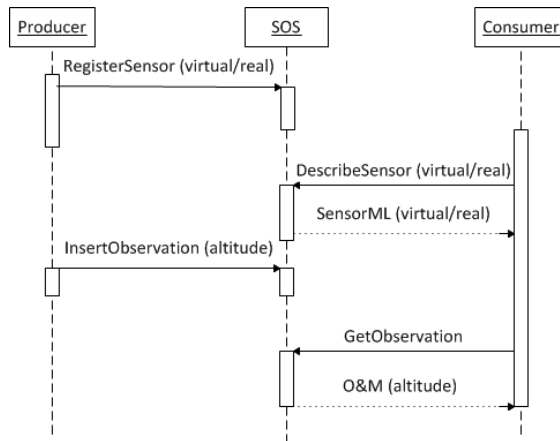 Producer
SOS
Consumer
RegisterSensor (virtual/real)
DescribeSensor (virtual/real)
SensorML (virtual/real)
InsertObservation (altitude)
GetObservation
O&M (altitude)